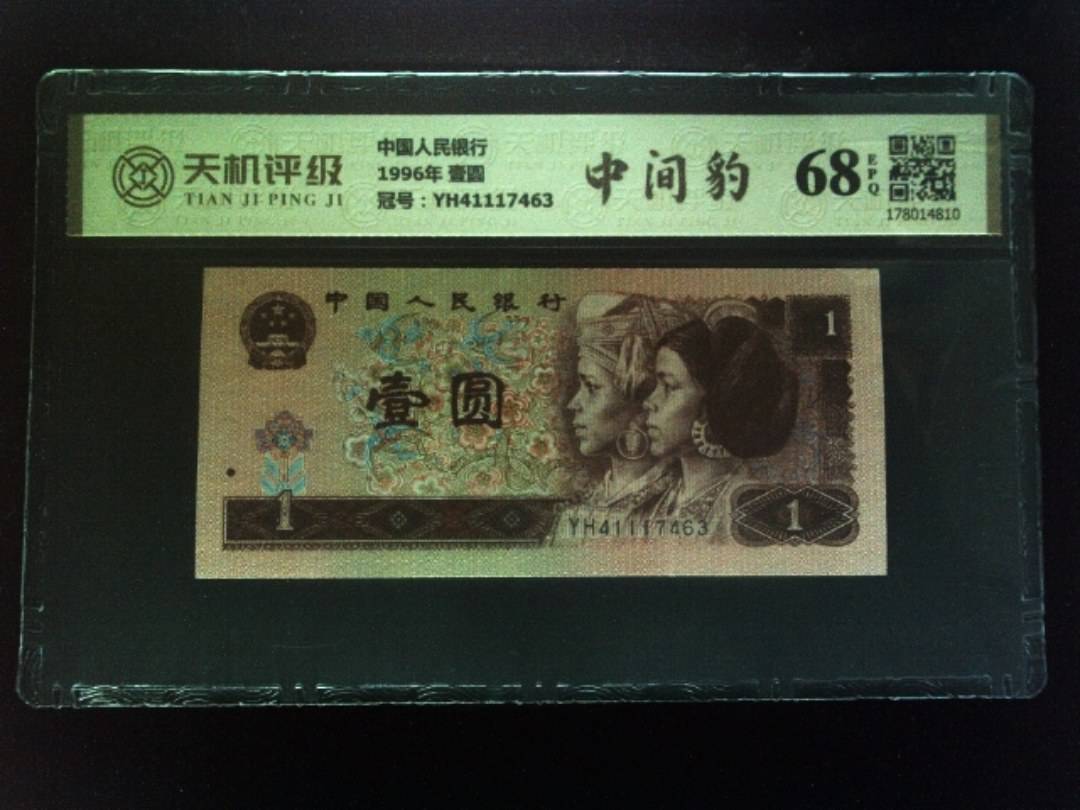 天机评级
TIAN JI PING JI
中国人民银行
1996年 壹圆
冠号：YH41117463
中间豹
68
EPQ
178014810
中国人民银行
壹圆
1
1
YH41117463
1